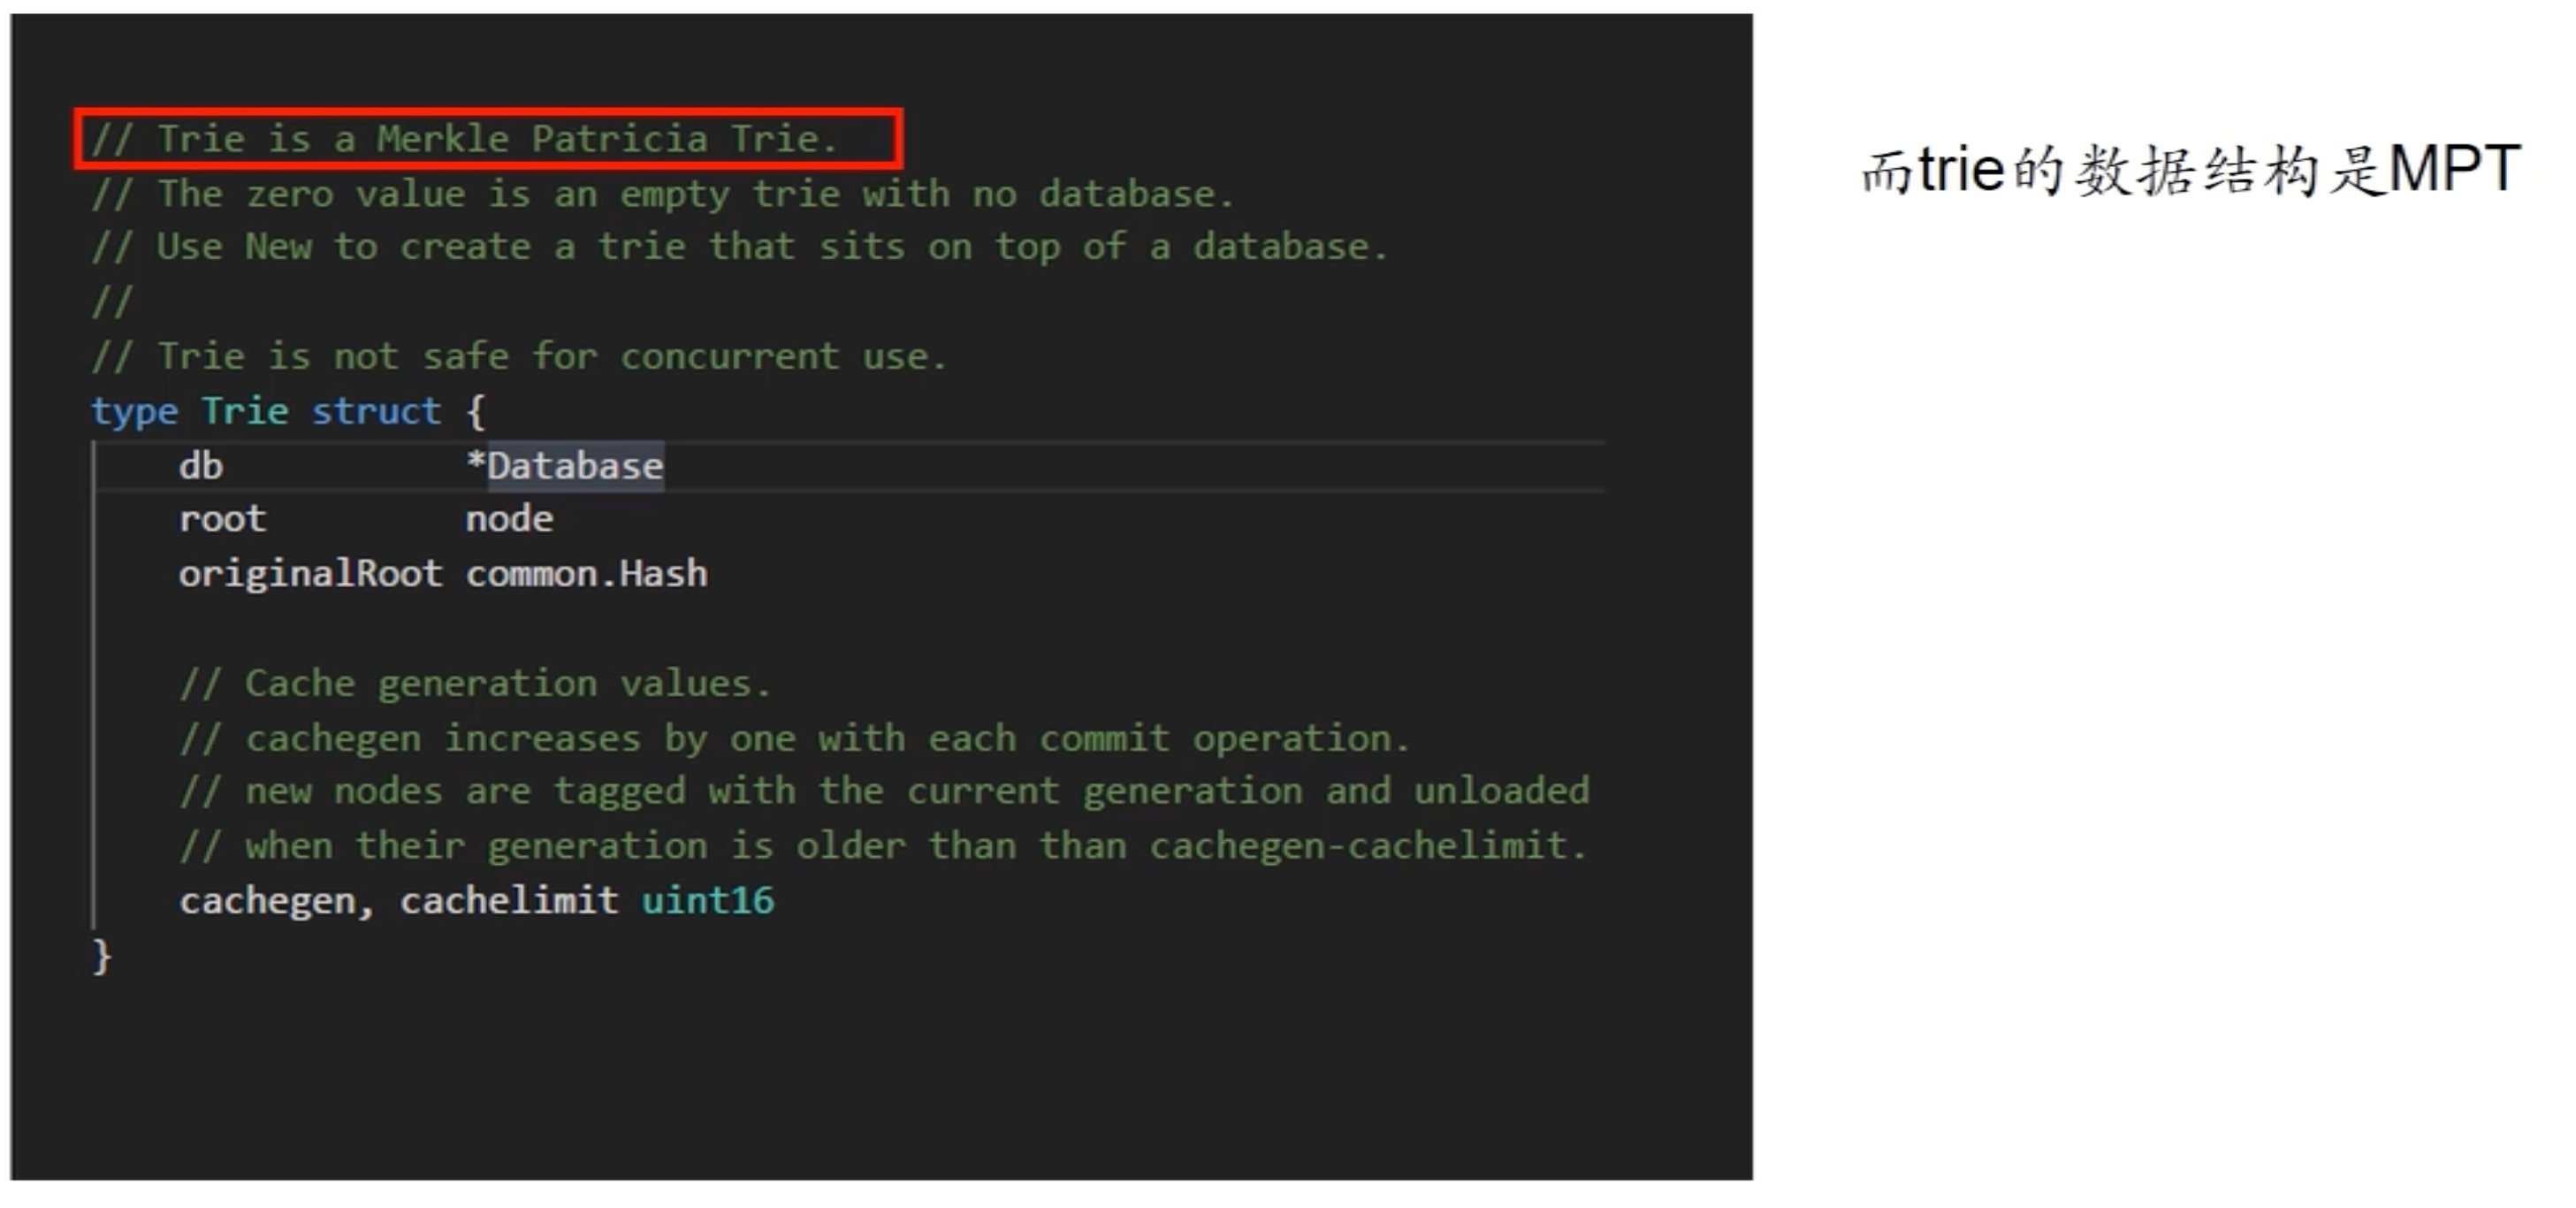 // Trie is a Merkle Patricia Trie.
// The zero value is an empty trie with no database.
// Use New to create a trie that sits on top of a database.
//
// Trie is not safe for concurrent use.
type Trie struct {
    db           *Database
    root         node
    originalRoot common.Hash

    // Cache generation values.
    // cachegen increases by one with each commit operation.
    // new nodes are tagged with the current generation and unloaded
    // when their generation is older than than cachegen-cachelimit.
    cachegen, cachelimit uint16
}
而trie的数据结构是MPT